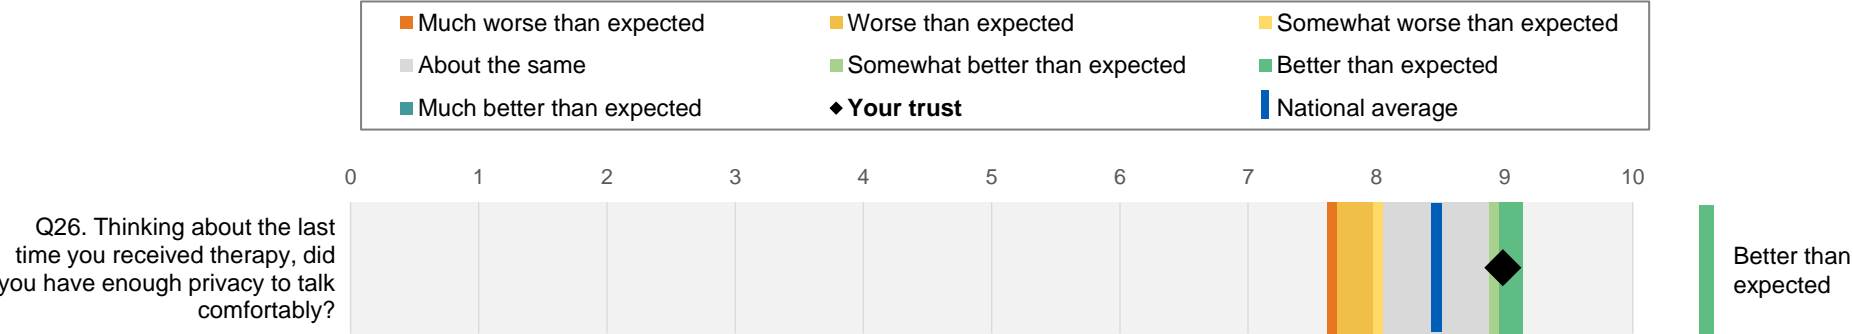 Much worse than expected
Worse than expected
Somewhat worse than expected
About the same
Somewhat better than expected
Better than expected
Much better than expected
Your trust
National average
0 1 2 3 4 5 6 7 8 9 10
Q26. Thinking about the last
time you received therapy, did
you have enough privacy to talk
comfortably?
Better than
expected